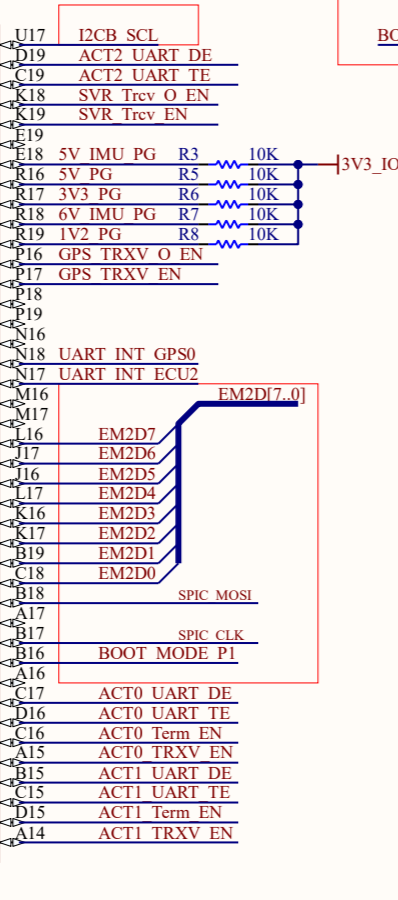 U17 I2CB_SCL BO
D19 ACT2_UART_DE
C19 ACT2_UART_TE
K18 SVR_Trcv_O_EN
K19 SVR_Trcv_EN
E19
E18 5V_IMU_PG R3 10K 3V3_IO
R16 5V_PG R5 10K
R17 3V3_PG R6 10K
R18 6V_IMU_PG R7 10K
R19 1V2_PG R8 10K
P16 GPS_TRXV_O_EN
P17 GPS_TRXV_EN
P18
P19
N16
N18 UART_INT_GPS0
N17 UART_INT_ECU2
M16 EM2D[7..0]
M17
L16 EM2D7
J17 EM2D6
J16 EM2D5
L17 EM2D4
K16 EM2D3
K17 EM2D2
B19 EM2D1
C18 EM2D0
B18 SPIC_MOSI
A17
B17 SPIC_CLK
B16 BOOT_MODE_P1
A16
C17 ACT0_UART_DE
D16 ACT0_UART_TE
C16 ACT0_Term_EN
A15 ACT0_TRXV_EN
B15 ACT1_UART_DE
C15 ACT1_UART_TE
D15 ACT1_Term_EN
A14 ACT1_TRXV_EN